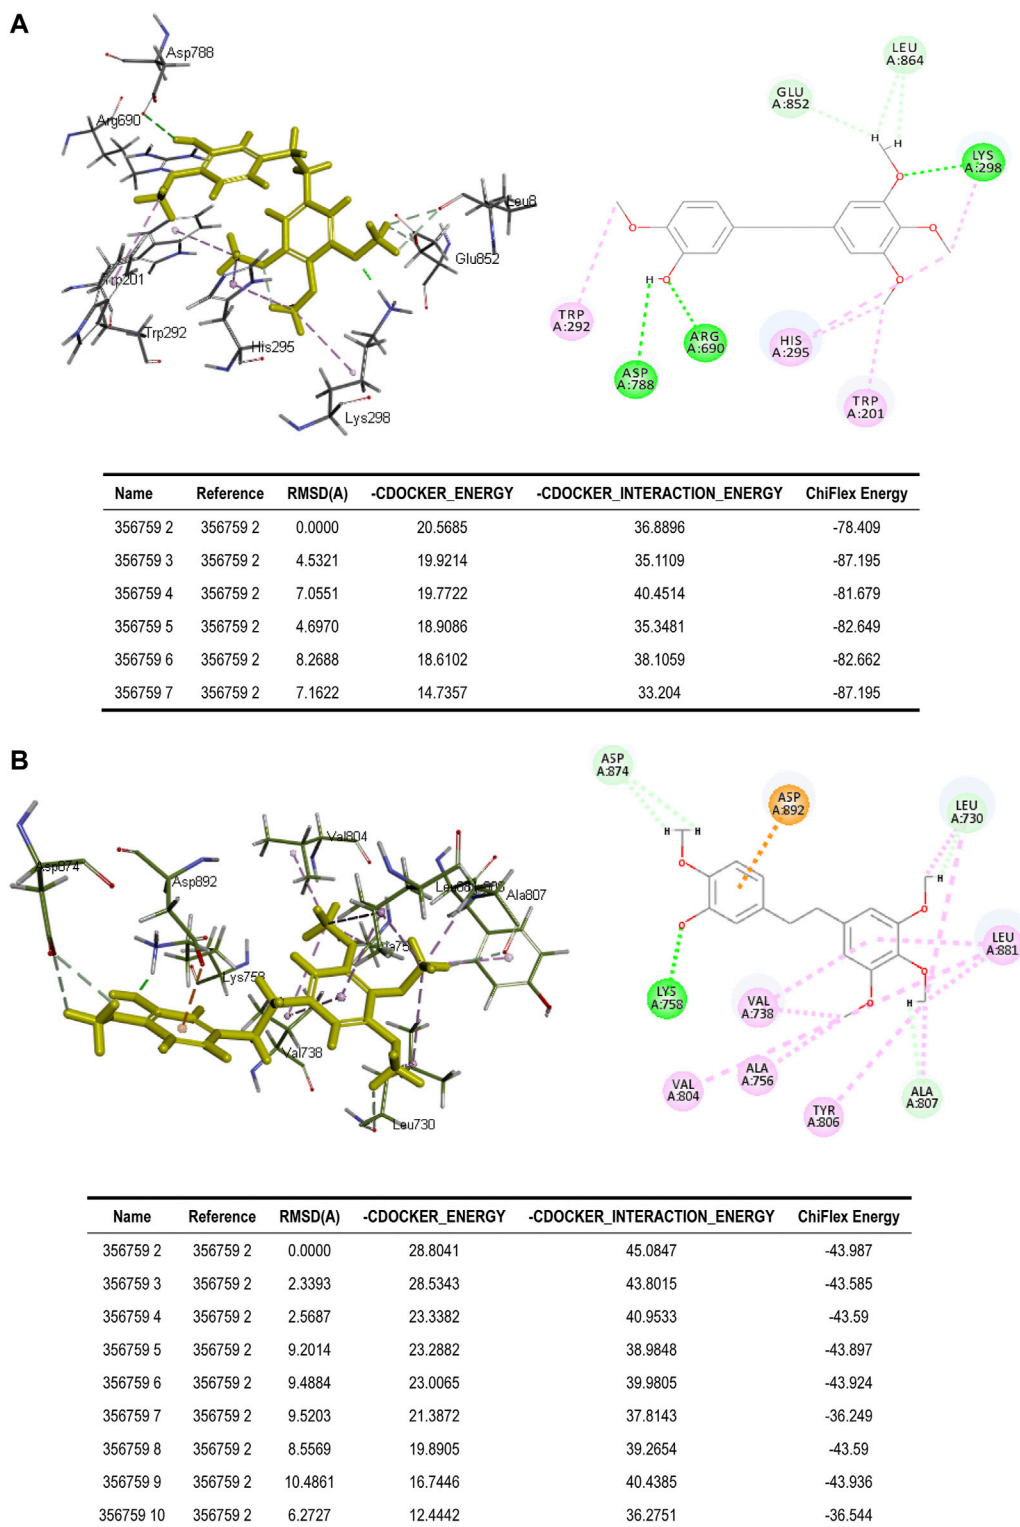 A
Asp788
Arg690
Trp201
Trp292
His295
Lys298
Glu852
LEU
A:864
GLU
A:852
LYS
A:298
TRP
A:292
ARG
A:690
ASP
A:788
HIS
A:295
TRP
A:201
H
H
O
O
O
O
H-O
Name Reference RMSD(A) -CDOCKER_ENERGY -CDOCKER_INTERACTION_ENERGY ChiFlex Energy
356759 2 356759 2 0.0000 20.5685 36.8896 -78.409
356759 3 356759 2 4.5321 19.9214 35.1109 -87.195
356759 4 356759 2 7.0551 19.7722 40.4514 -81.679
356759 5 356759 2 4.6970 18.9086 35.3481 -82.649
356759 6 356759 2 8.2688 18.6102 38.1059 -82.662
356759 7 356759 2 7.1622 14.7357 33.204 -87.195
B
Asp874
Asp892
Lys758
Val804
Ala807
Val738
Leu730
ASP
A:874
ASP
A:892
LEU
A:730
LEU
A:881
LYS
A:758
VAL
A:738
VAL
A:804
ALA
A:756
TYR
A:806
ALA
A:807
H H
H
H
O
O
O
O
O
Name Reference RMSD(A) -CDOCKER_ENERGY -CDOCKER_INTERACTION_ENERGY ChiFlex Energy
356759 2 356759 2 0.0000 28.8041 45.0847 -43.987
356759 3 356759 2 2.3393 28.5343 43.8015 -43.585
356759 4 356759 2 2.5687 23.3382 40.9533 -43.59
356759 5 356759 2 9.2014 23.2882 38.9848 -43.897
356759 6 356759 2 9.4884 23.0065 39.9805 -43.924
356759 7 356759 2 9.5203 21.3872 37.8143 -36.249
356759 8 356759 2 8.5569 19.8905 39.2654 -43.59
356759 9 356759 2 10.4861 16.7446 40.4385 -43.936
356759 10 356759 2 6.2727 12.4442 36.2751 -36.544